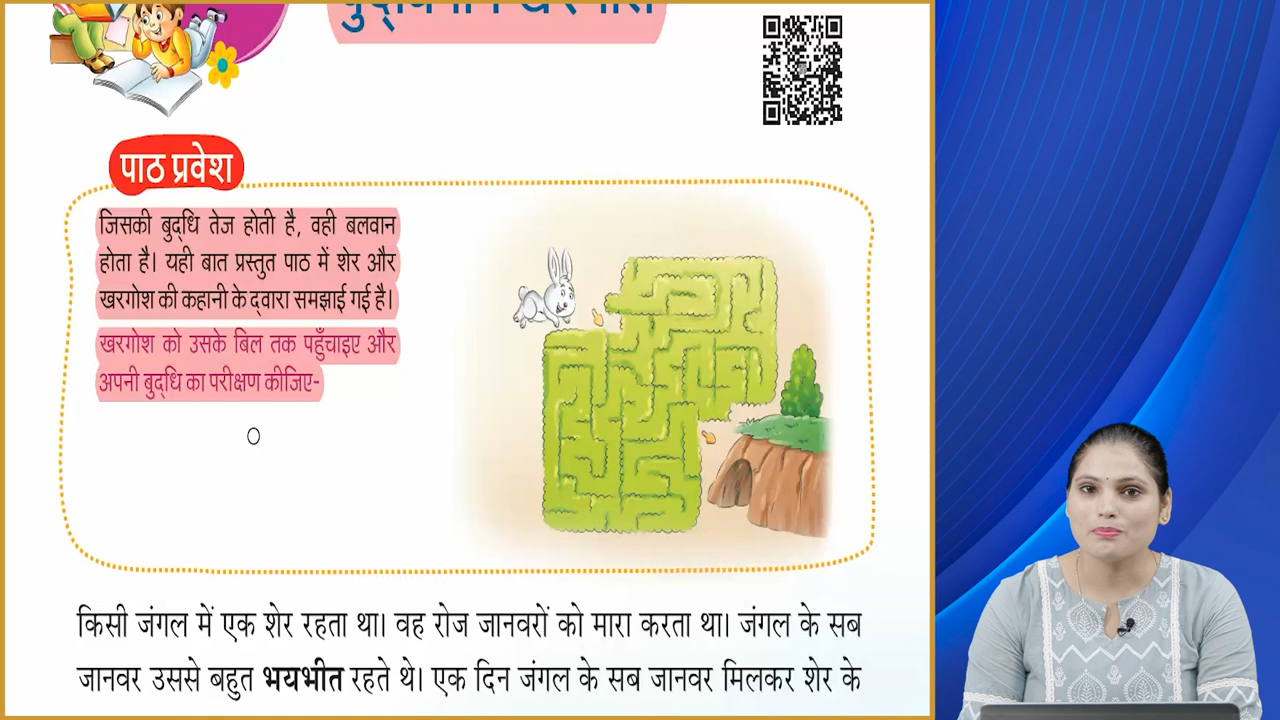 पाठ प्रवेश
जिसकी बुद्‌धि तेज होती है, वही बलवान
होता है। यही बात प्रस्तुत पाठ में शेर और
खरगोश की कहानी के द्‌वारा समझाई गई है।
खरगोश को उसके बिल तक पहुँचाइए और
अपनी बुद्‌धि का परीक्षण कीजिए-
किसी जंगल में एक शेर रहता था। वह रोज जानवरों को मारा करता था। जंगल के सब
जानवर उससे बहुत भयभीत रहते थे। एक दिन जंगल के सब जानवर मिलकर शेर के